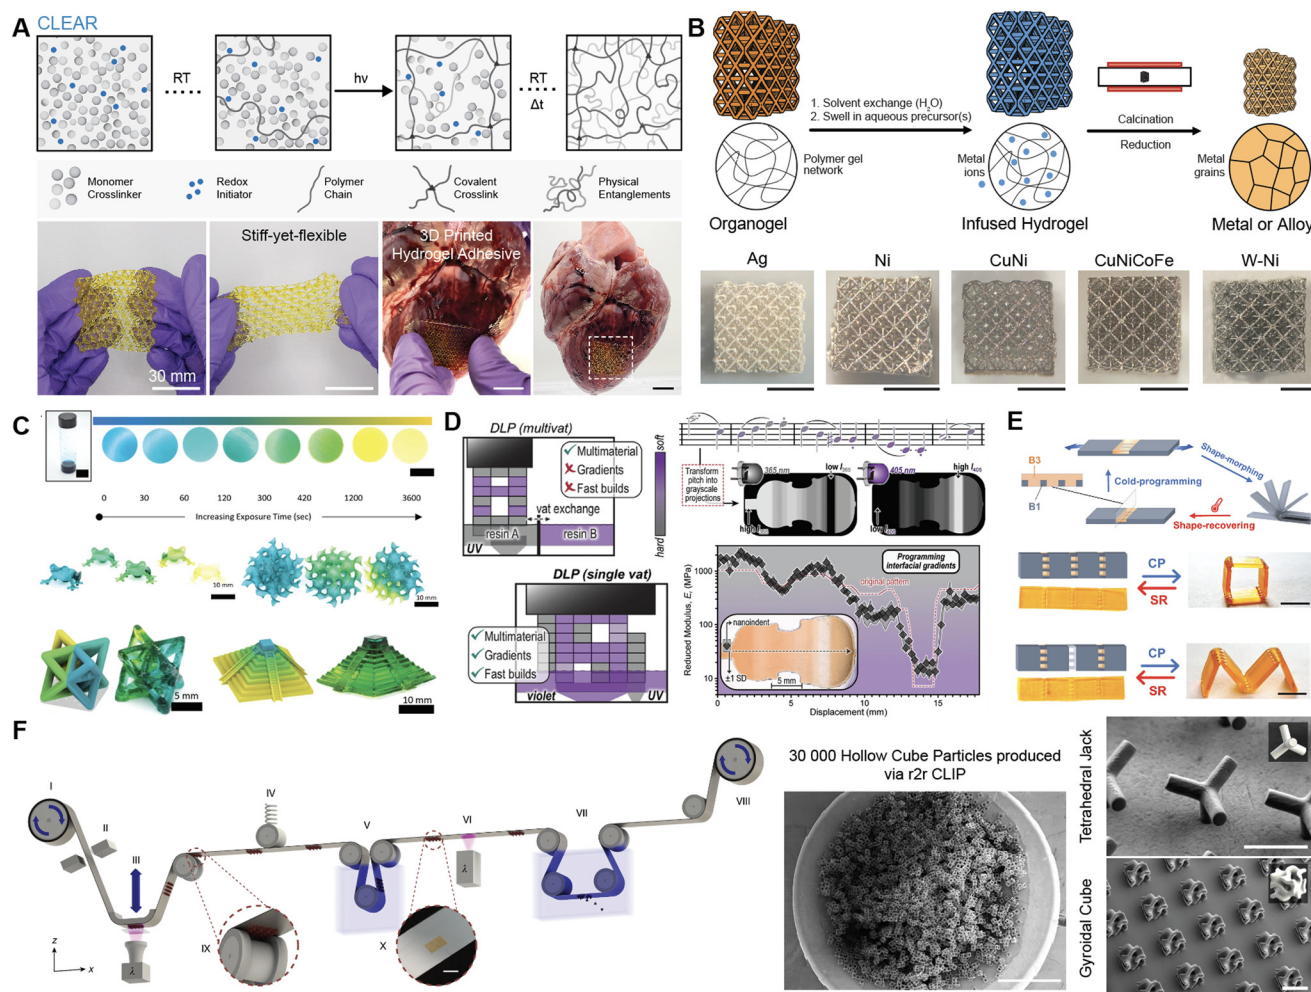 A
CLEAR
RT
hν
RT
Δt
Monomer
Crosslinker
Redox
Initiator
Polymer
Chain
Covalent
Crosslink
Physical
Entanglements
30 mm
Stiff-yet-flexible
3D Printed
Hydrogel Adhesive
B
1. Solvent exchange (H2O)
2. Swell in aqueous precursor(s)
Calcination
Reduction
Polymer gel
network
Metal
ions
Metal
grains
Organogel
Infused Hydrogel
Metal or Alloy
Ag
Ni
CuNi
CuNiCoFe
W-Ni
C
0
30
60
120
300
420
1200
3600
Increasing Exposure Time (sec)
10 mm
10 mm
5 mm
10 mm
D
DLP (multivat)
Multimaterial
Gradients
Fast builds
vat exchange
resin A
resin B
UV
soft
hard
DLP (single vat)
Multimaterial
Gradients
Fast builds
violet
UV
Transform
pitch into
grayscale
projections
365 nm
low I365
high I365
405 nm
high I405
low I405
Programming
interfacial gradients
original pattern
nanoindent
±1 SD
5 mm
Reduced Modulus, Er (MPa)
1000
100
10
0
5
10
15
Displacement (mm)
E
B3
B1
Cold-programming
Shape-morphing
Shape-recovering
CP
SR
CP
SR
F
I
II
III
IV
V
VI
VII
VIII
IX
X
λ
λ
z
x
30 000 Hollow Cube Particles produced
via r2r CLIP
Tetrahedral Jack
Gyroidal Cube